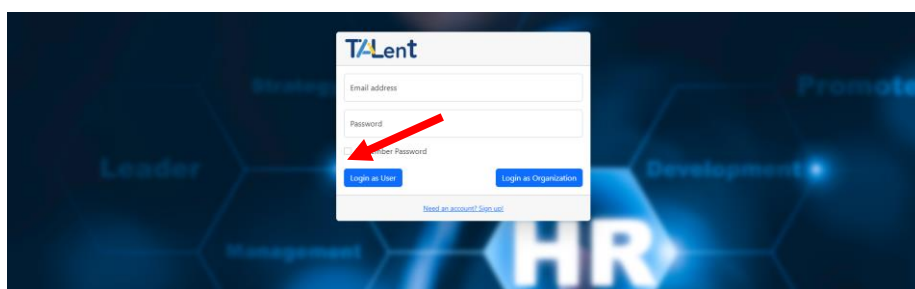 TALent
Strateg
Promote
Email address
Password
mber Password
Leader
Development
Login as User
Login as Organization
Need an account? Sign up!
Management
HR